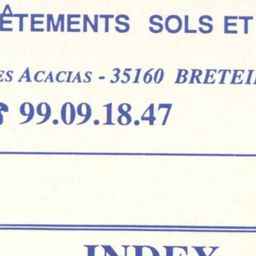 ÊTEMENTS SOLS ET
ES ACACIAS - 35160 BRETEI
☎ 99.09.18.47
INDEX